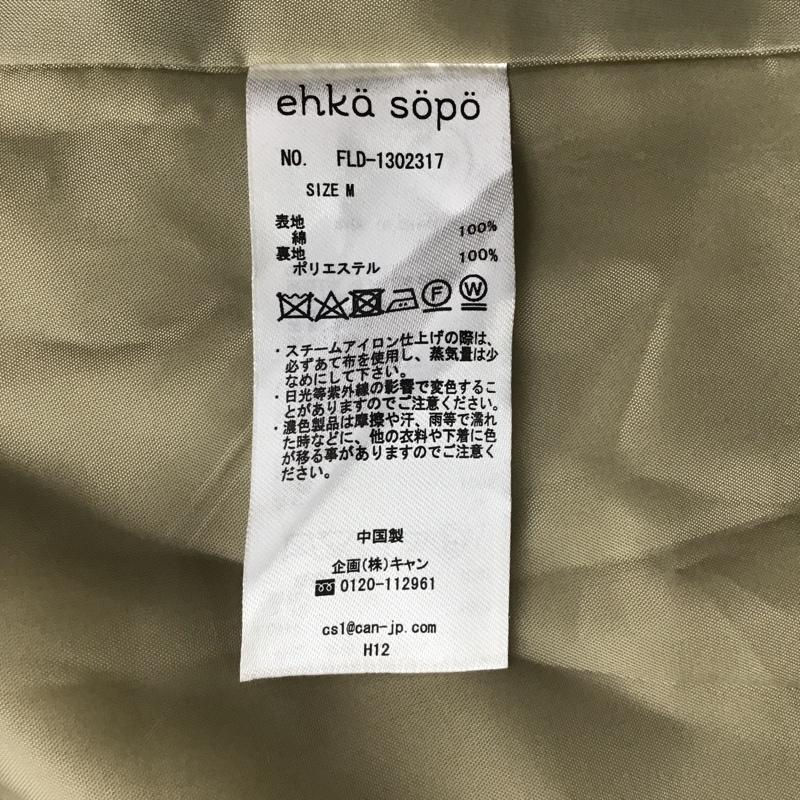 ehkä söpö
NO. FLD-1302317
SIZE M
表地
綿 100%
裏地
ポリエステル 100%
F W
・スチームアイロン仕上げの際は、
必ずあて布を使用し、蒸気量は少
なめにして下さい。
・日光等紫外線の影響で変色するこ
とがありますのでご注意ください。
・濃色製品は摩擦や汗、雨等で濡れ
た時などに、他の衣料や下着に色
が移る事がありますのでご注意く
ださい。
中国製
企画(株)キャン
0120-112961
cs1@can-jp.com
H12